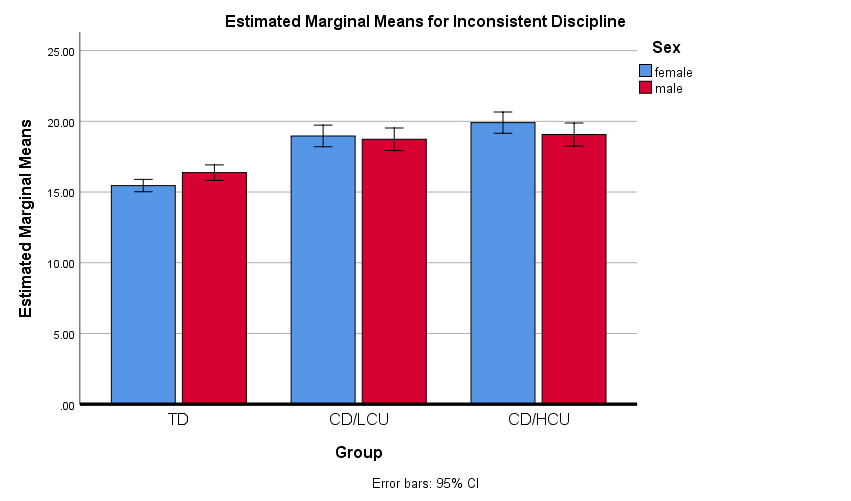 Estimated Marginal Means for Inconsistent Discipline
Sex
female
male
Estimated Marginal Means
25.00
20.00
15.00
10.00
5.00
.00
TD CD/LCU CD/HCU
Group
Error bars: 95% CI